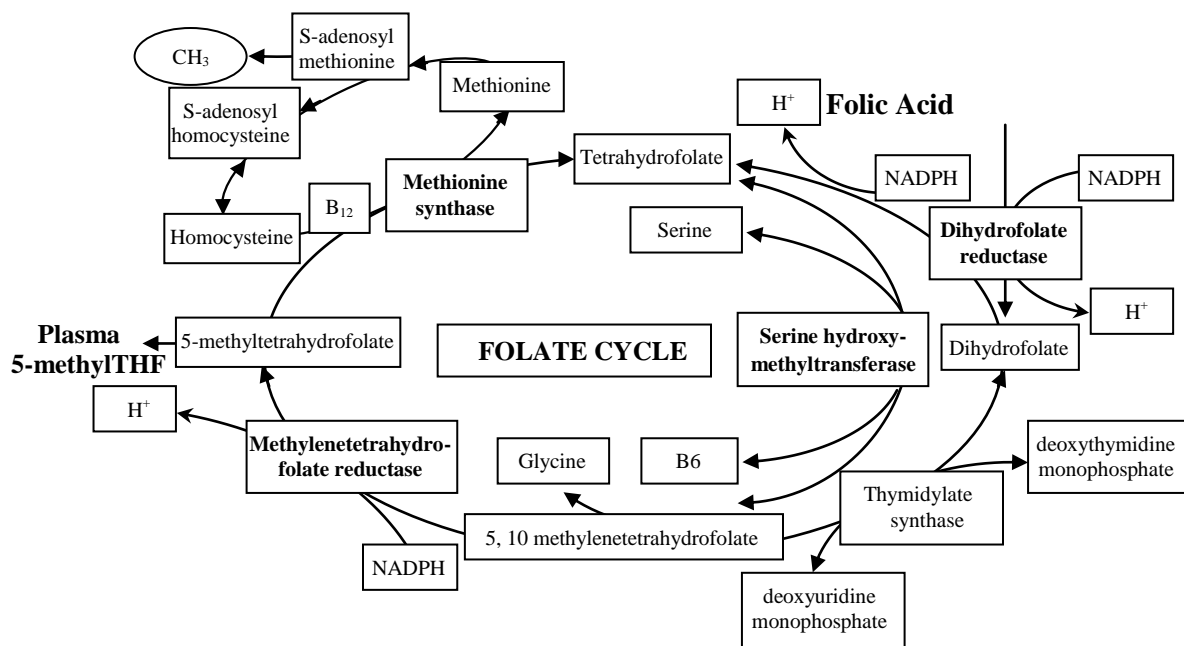 S-adenosyl
methionine
CH₃
Methionine
S-adenosyl
homocysteine
H⁺
Folic Acid
Tetrahydrofolate
NADPH
NADPH
Methionine
synthase
B₁₂
Homocysteine
Serine
Dihydrofolate
reductase
H⁺
Plasma
5-methylTHF
5-methyltetrahydrofolate
FOLATE CYCLE
Serine hydroxy-
methyltransferase
Dihydrofolate
H⁺
Methylenetetrahydro-
folate reductase
Glycine
B6
deoxythymidine
monophosphate
Thymidylate
synthase
5, 10 methylenetetrahydrofolate
NADPH
deoxyuridine
monophosphate